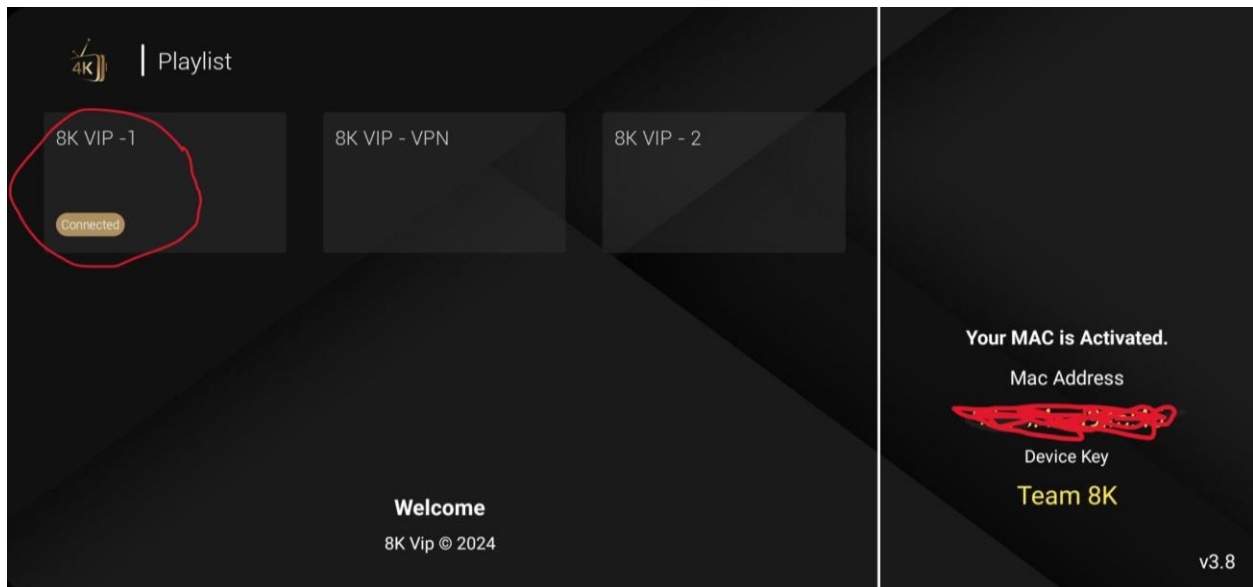 4K
Playlist
8K VIP -1
Connected
8K VIP - VPN
8K VIP - 2
Welcome
8K Vip © 2024
Your MAC is Activated.
Mac Address
Device Key
Team 8K
v3.8